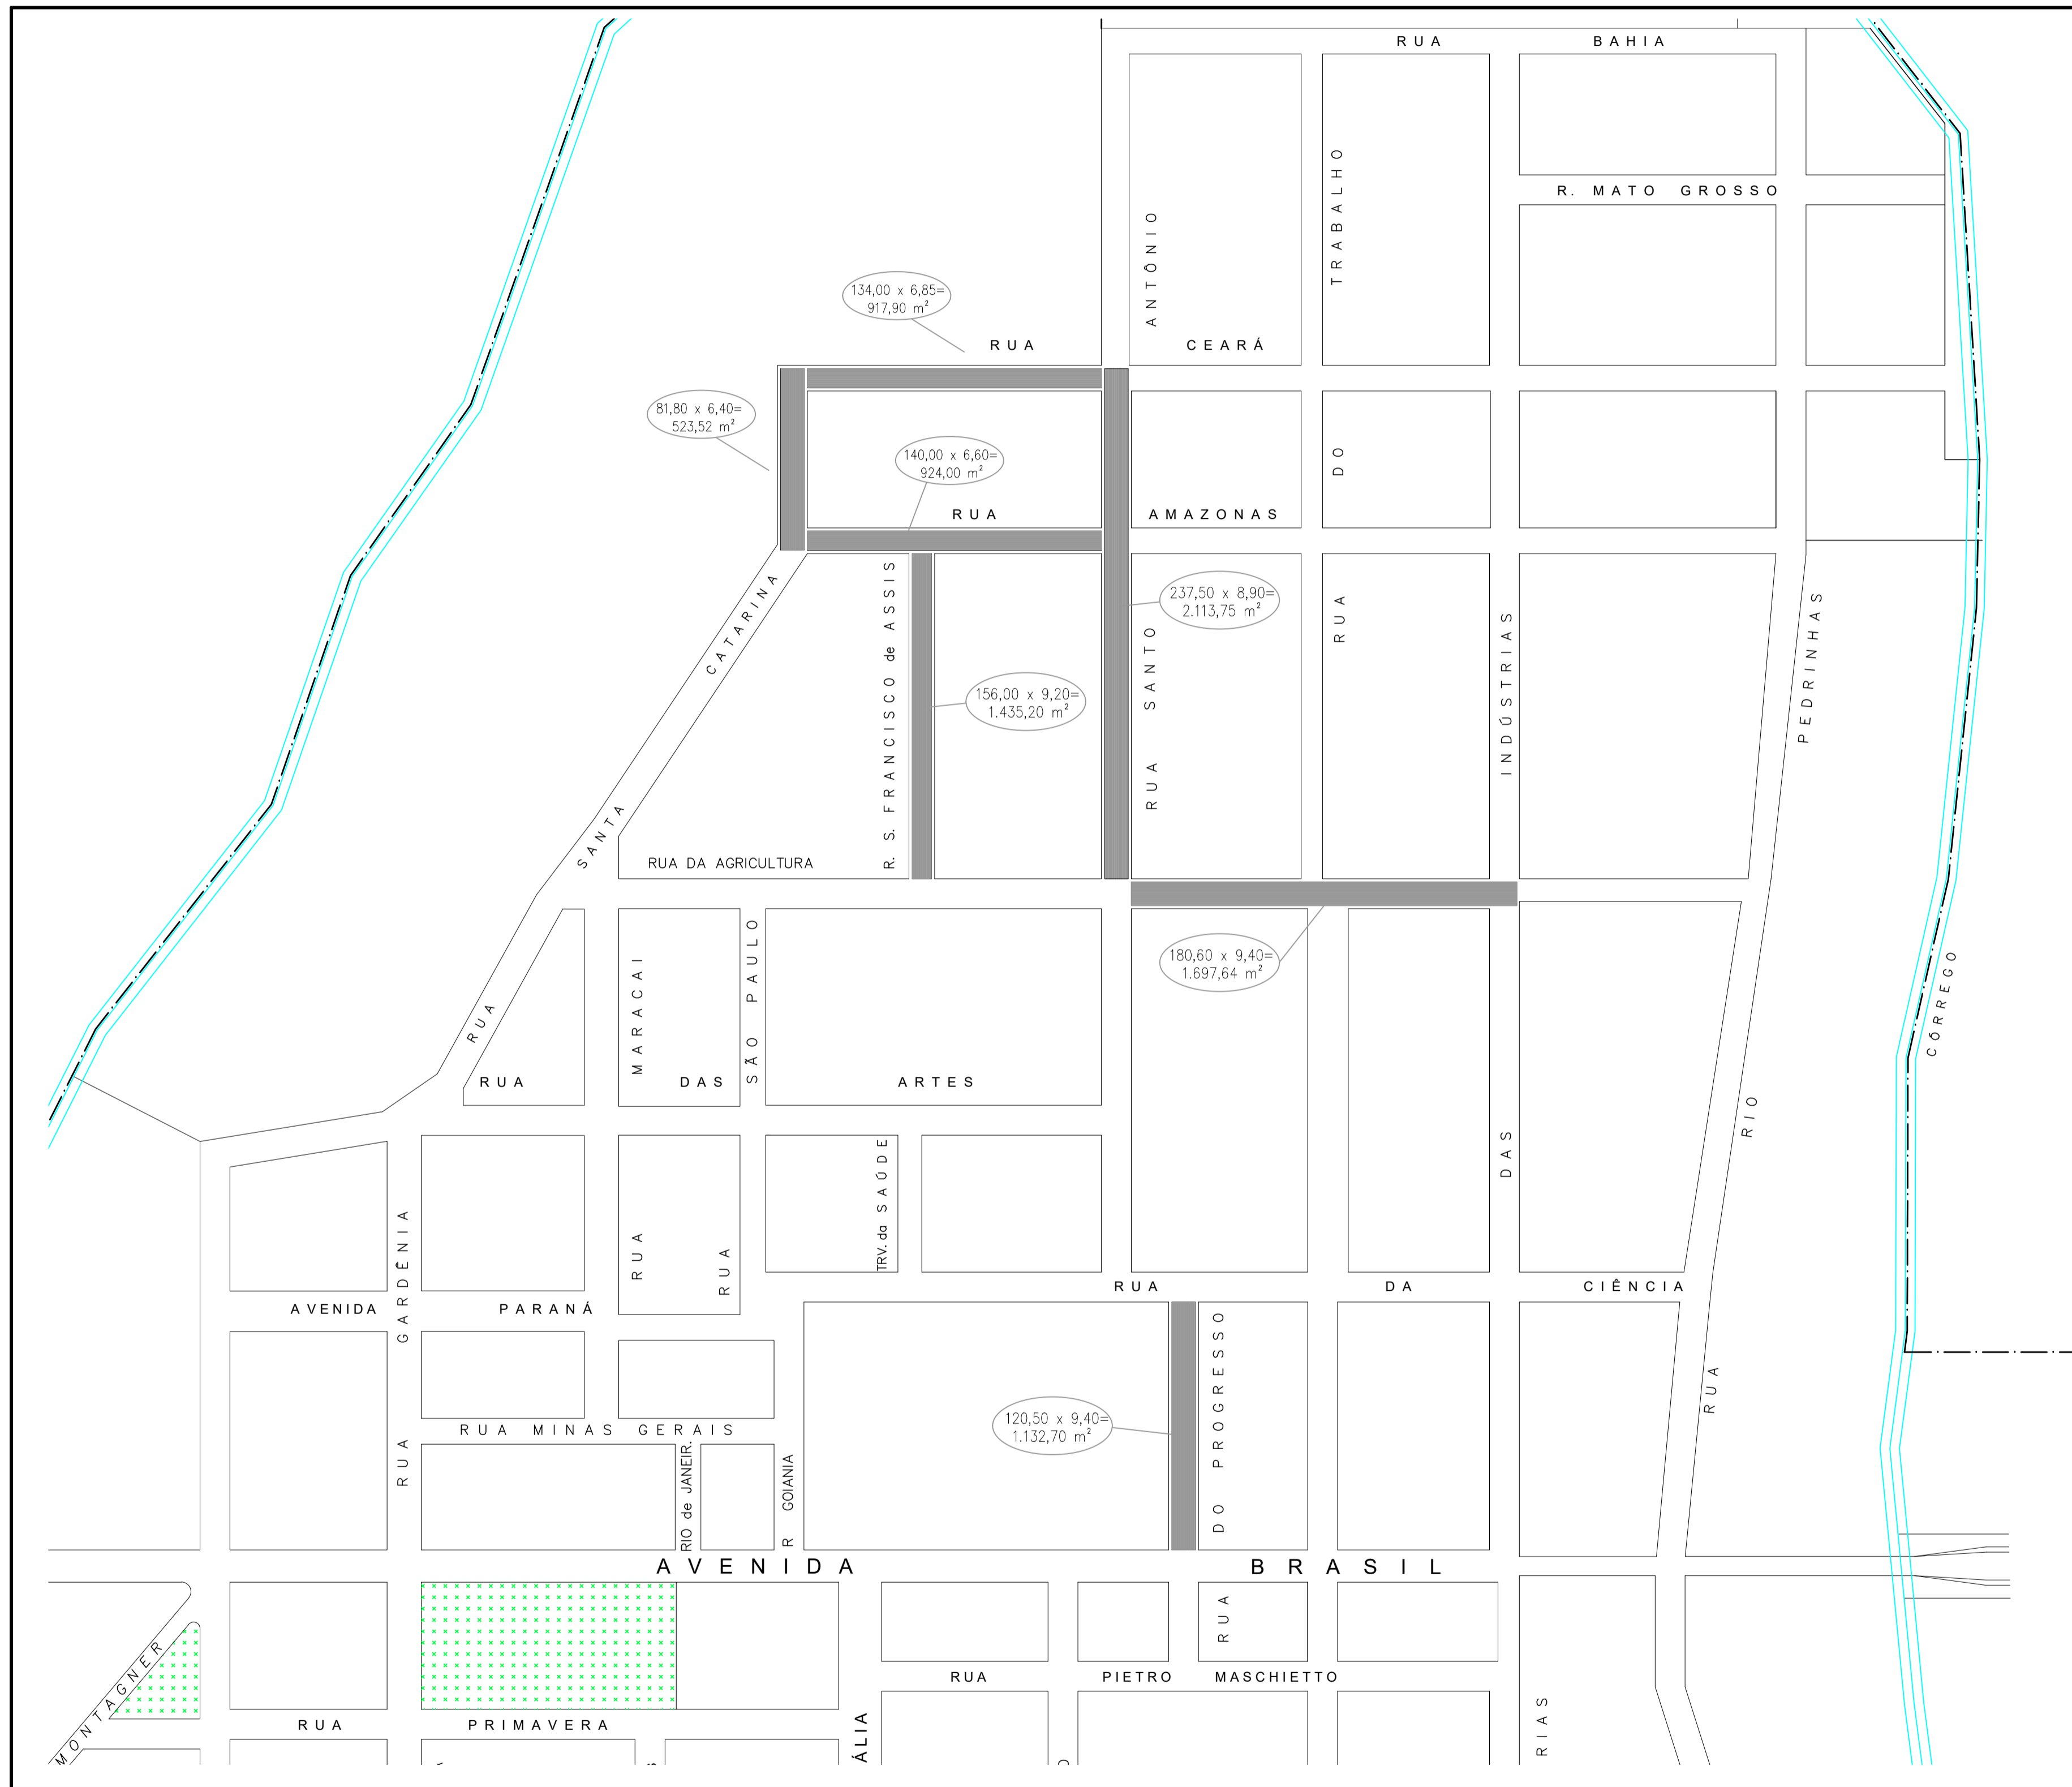 RUA BAHIA
R. MATO GROSSO
RUA SANTO ANTÔNIO
RUA DO TRABALHO
134,00 x 6,85=
917,90 m²
RUA CEARÁ
81,80 x 6,40=
523,52 m²
140,00 x 6,60=
924,00 m²
RUA AMAZONAS
237,50 x 8,90=
2.113,75 m²
156,00 x 9,20=
1.435,20 m²
RUA SANTA CATARINA
R. S. FRANCISCO de ASSIS
RUA DAS INDÚSTRIAS
RUA RIO PEDRINHAS
RUA DA AGRICULTURA
180,60 x 9,40=
1.697,64 m²
CÓRREGO
RUA MARACAI
RUA SÃO PAULO
RUA DAS ARTES
TRV. da SAÚDE
RUA GARDÊNIA
RUA DA CIÊNCIA
AVENIDA PARANÁ
120,50 x 9,40=
1.132,70 m²
RUA DO PROGRESSO
RUA MINAS GERAIS
RIO de JANEIR.
R GOIANIA
AVENIDA BRASIL
MONTAGNER
RUA PIETRO MASCHIETTO
RUA PRIMAVERA
ÁLIA
RIAS